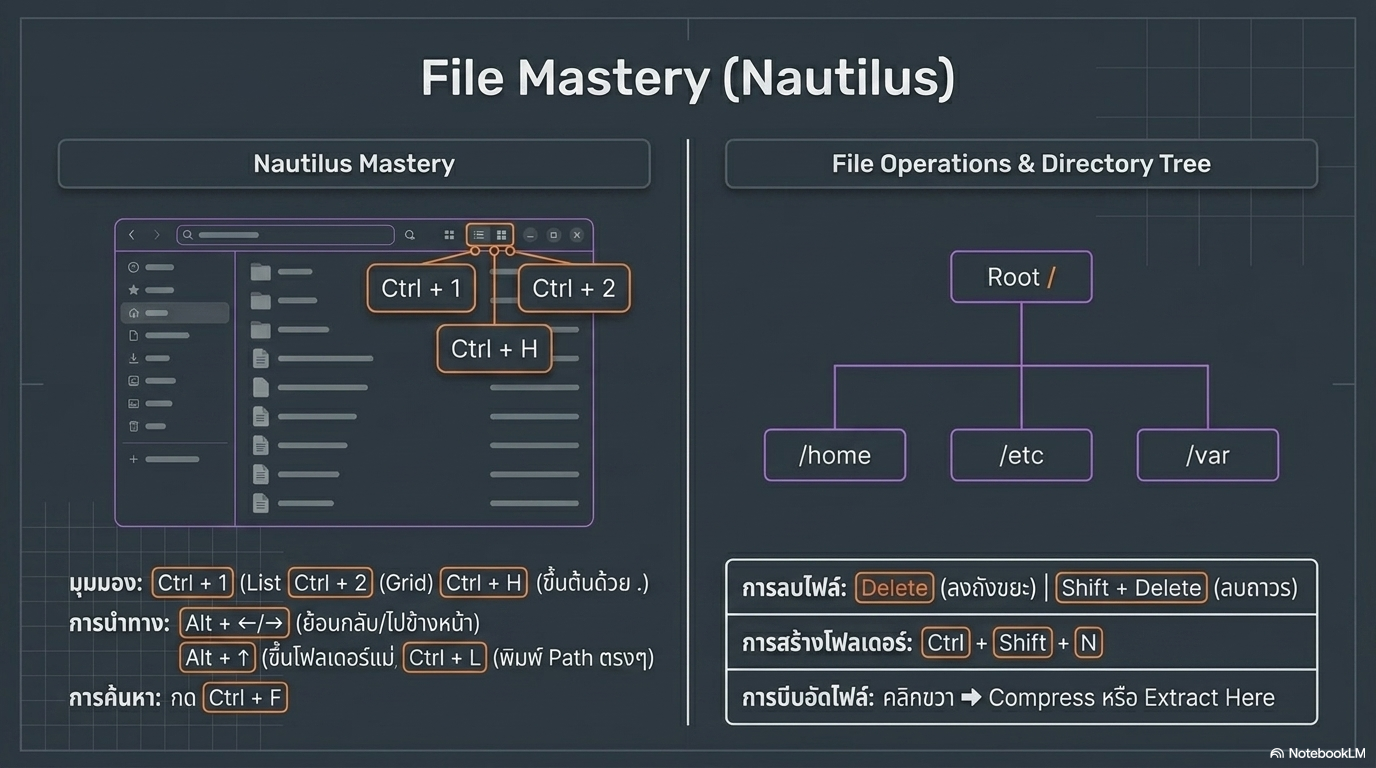 File Mastery (Nautilus)
Nautilus Mastery
Ctrl + 1
Ctrl + 2
Ctrl + H
มุมมอง: Ctrl + 1 (List Ctrl + 2 (Grid) Ctrl + H (ขึ้นต้นด้วย .)
การนำทาง: Alt + ←/→ (ย้อนกลับ/ไปข้างหน้า)
Alt + ↑ (ขึ้นโฟลเดอร์แม่, Ctrl + L (พิมพ์ Path ตรงๆ)
การค้นหา: กด Ctrl + F
File Operations & Directory Tree
Root /
/home
/etc
/var
การลบไฟล์: Delete (ลงถังขยะ) | Shift + Delete (ลบถาวร)
การสร้างโฟลเดอร์: Ctrl + Shift + N
การบีบอัดไฟล์: คลิกขวา ➡ Compress หรือ Extract Here
NotebookLM